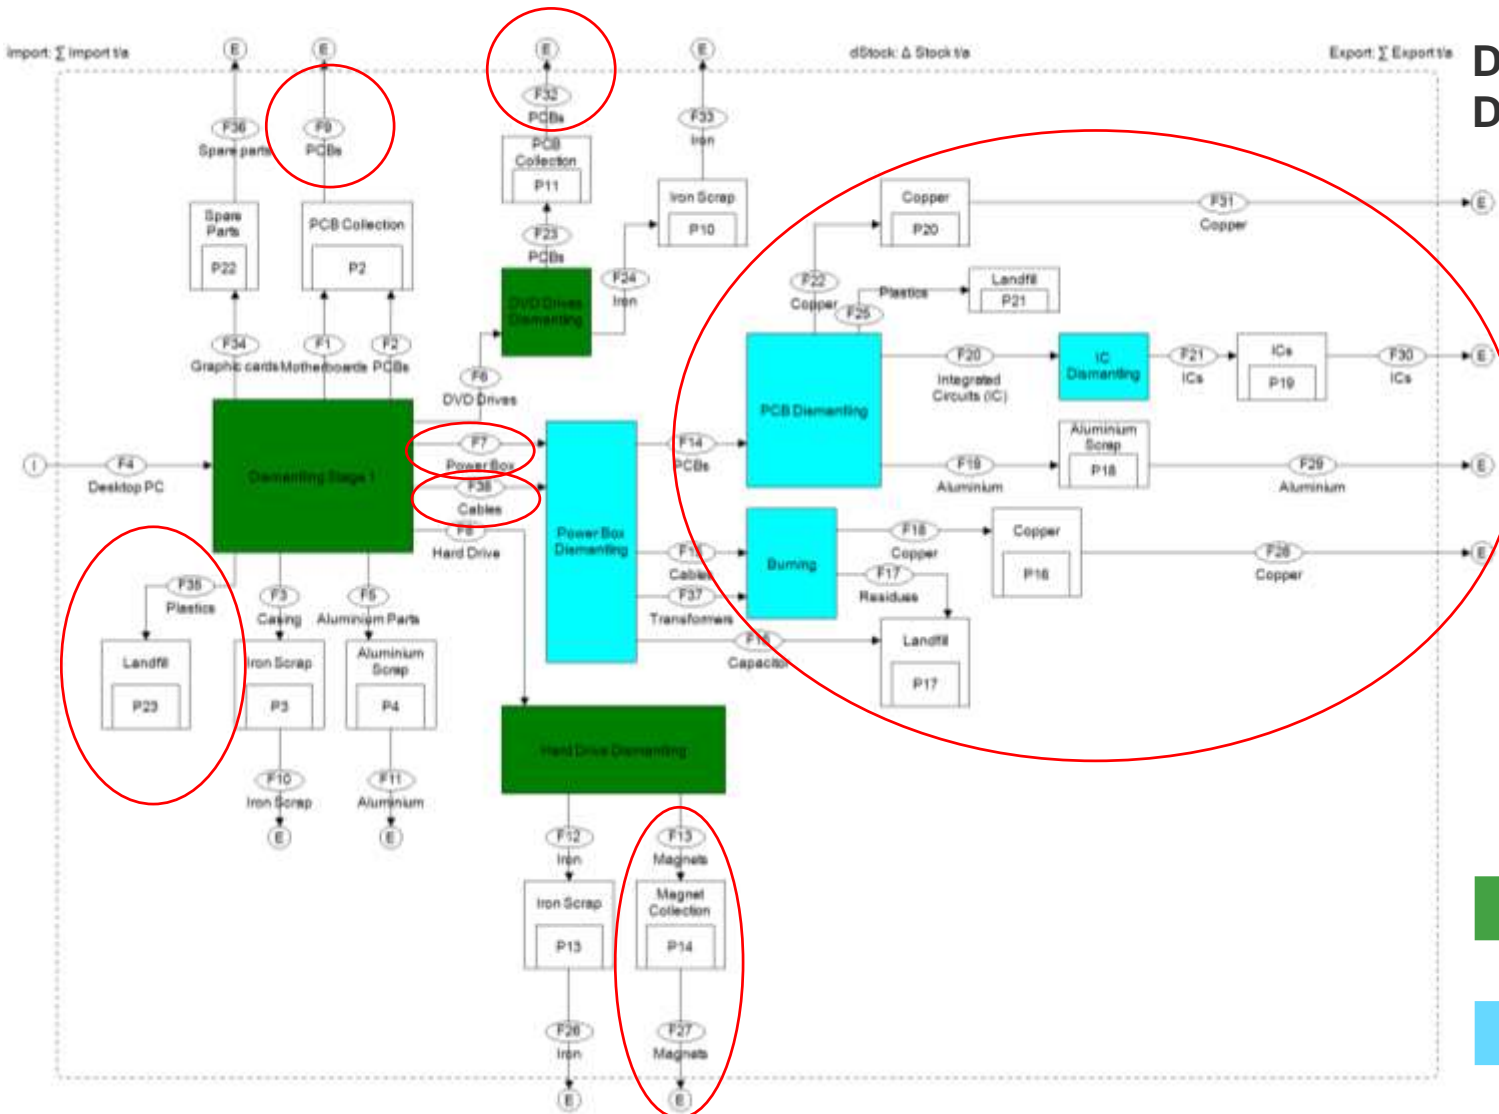 Import: ∑ Import t/a
dStock: Δ Stock t/a
Export: ∑ Export t/a
D
D
E
E
E
E
F36
Spare parts
F9
PCBs
F32
PCBs
F33
Iron
PCB
Collection
P11
Spare
Parts
P22
PCB Collection
P2
Iron Scrap
P10
Copper
P20
F31
Copper
E
F23
PCBs
F24
Iron
F22
Copper
F25
Plastics
Landfill
P21
DVD Drives
Dismantling
F34
Graphic cards
F1
Motherboards
F2
PCBs
F6
DVD Drives
PCB Dismantling
F20
Integrated
Circuits (IC)
IC
Dismantling
F21
ICs
ICs
P19
F30
ICs
E
I
F4
Desktop PC
Dismantling Stage 1
F7
Power Box
F38
Cables
F8
Hard Drive
Power Box
Dismantling
F14
PCBs
F19
Aluminium
Aluminium
Scrap
P18
F29
Aluminium
E
F15
Cables
F37
Transformers
F16
Capacitor
Burning
F18
Copper
F17
Residues
Copper
P16
F28
Copper
E
Landfill
P17
F35
Plastics
F3
Casing
F5
Aluminium Parts
Landfill
P23
Iron Scrap
P3
Aluminium
Scrap
P4
F10
Iron Scrap
E
F11
Aluminium
E
Hard Drive Dismantling
F12
Iron
F13
Magnets
Iron Scrap
P13
Magnet
Collection
P14
F26
Iron
E
F27
Magnets
E